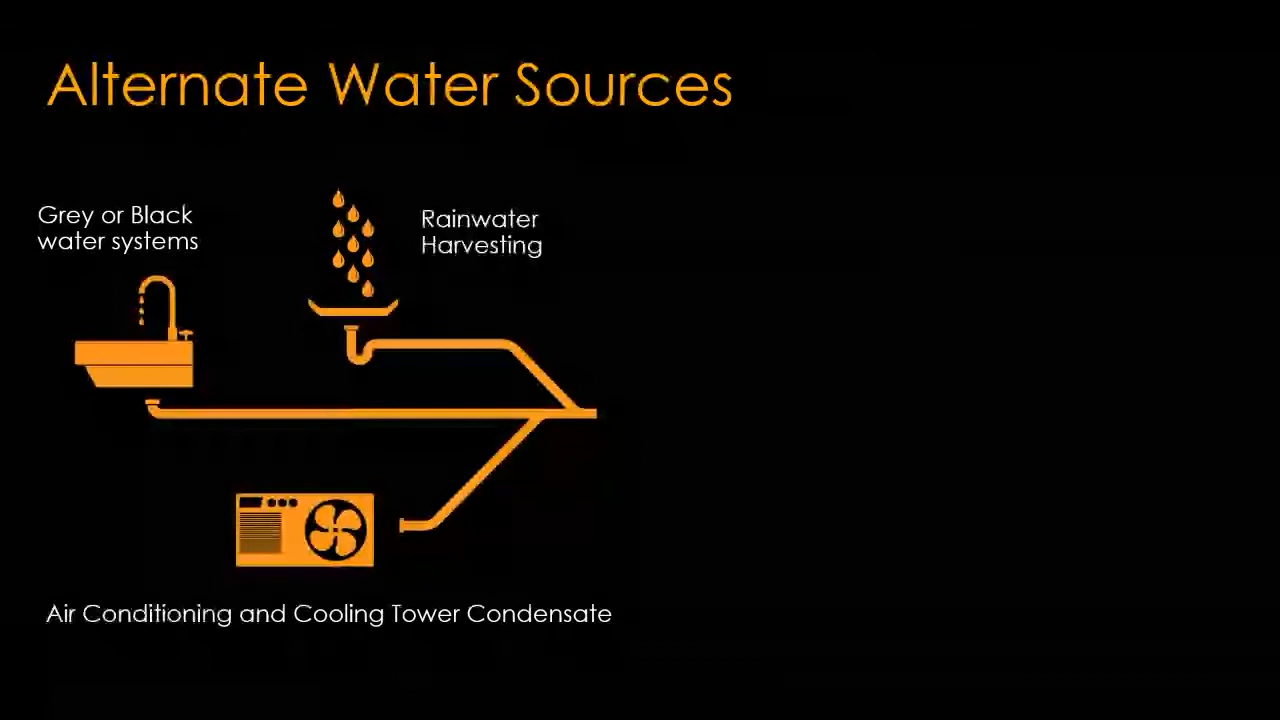 Alternate Water Sources
Grey or Black
water systems
Rainwater
Harvesting
Air Conditioning and Cooling Tower Condensate